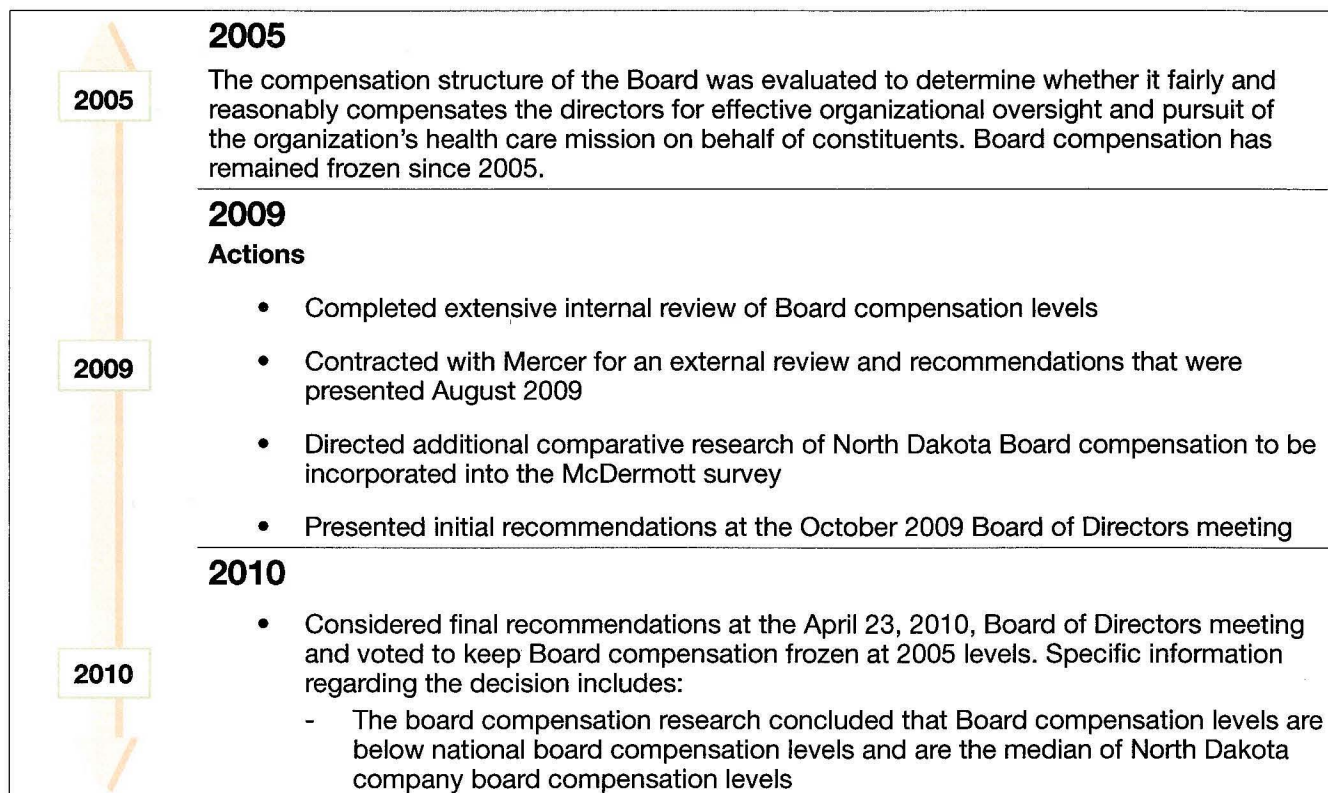 2005
2005
The compensation structure of the Board was evaluated to determine whether it fairly and
reasonably compensates the directors for effective organizational oversight and pursuit of
the organization's health care mission on behalf of constituents. Board compensation has
remained frozen since 2005.
2009
Actions
• Completed extensive internal review of Board compensation levels
2009
• Contracted with Mercer for an external review and recommendations that were
presented August 2009
• Directed additional comparative research of North Dakota Board compensation to be
incorporated into the McDermott survey
• Presented initial recommendations at the October 2009 Board of Directors meeting
2010
• Considered final recommendations at the April 23, 2010, Board of Directors meeting
and voted to keep Board compensation frozen at 2005 levels. Specific information
2010
regarding the decision includes:
- The board compensation research concluded that Board compensation levels are
below national board compensation levels and are the median of North Dakota
company board compensation levels